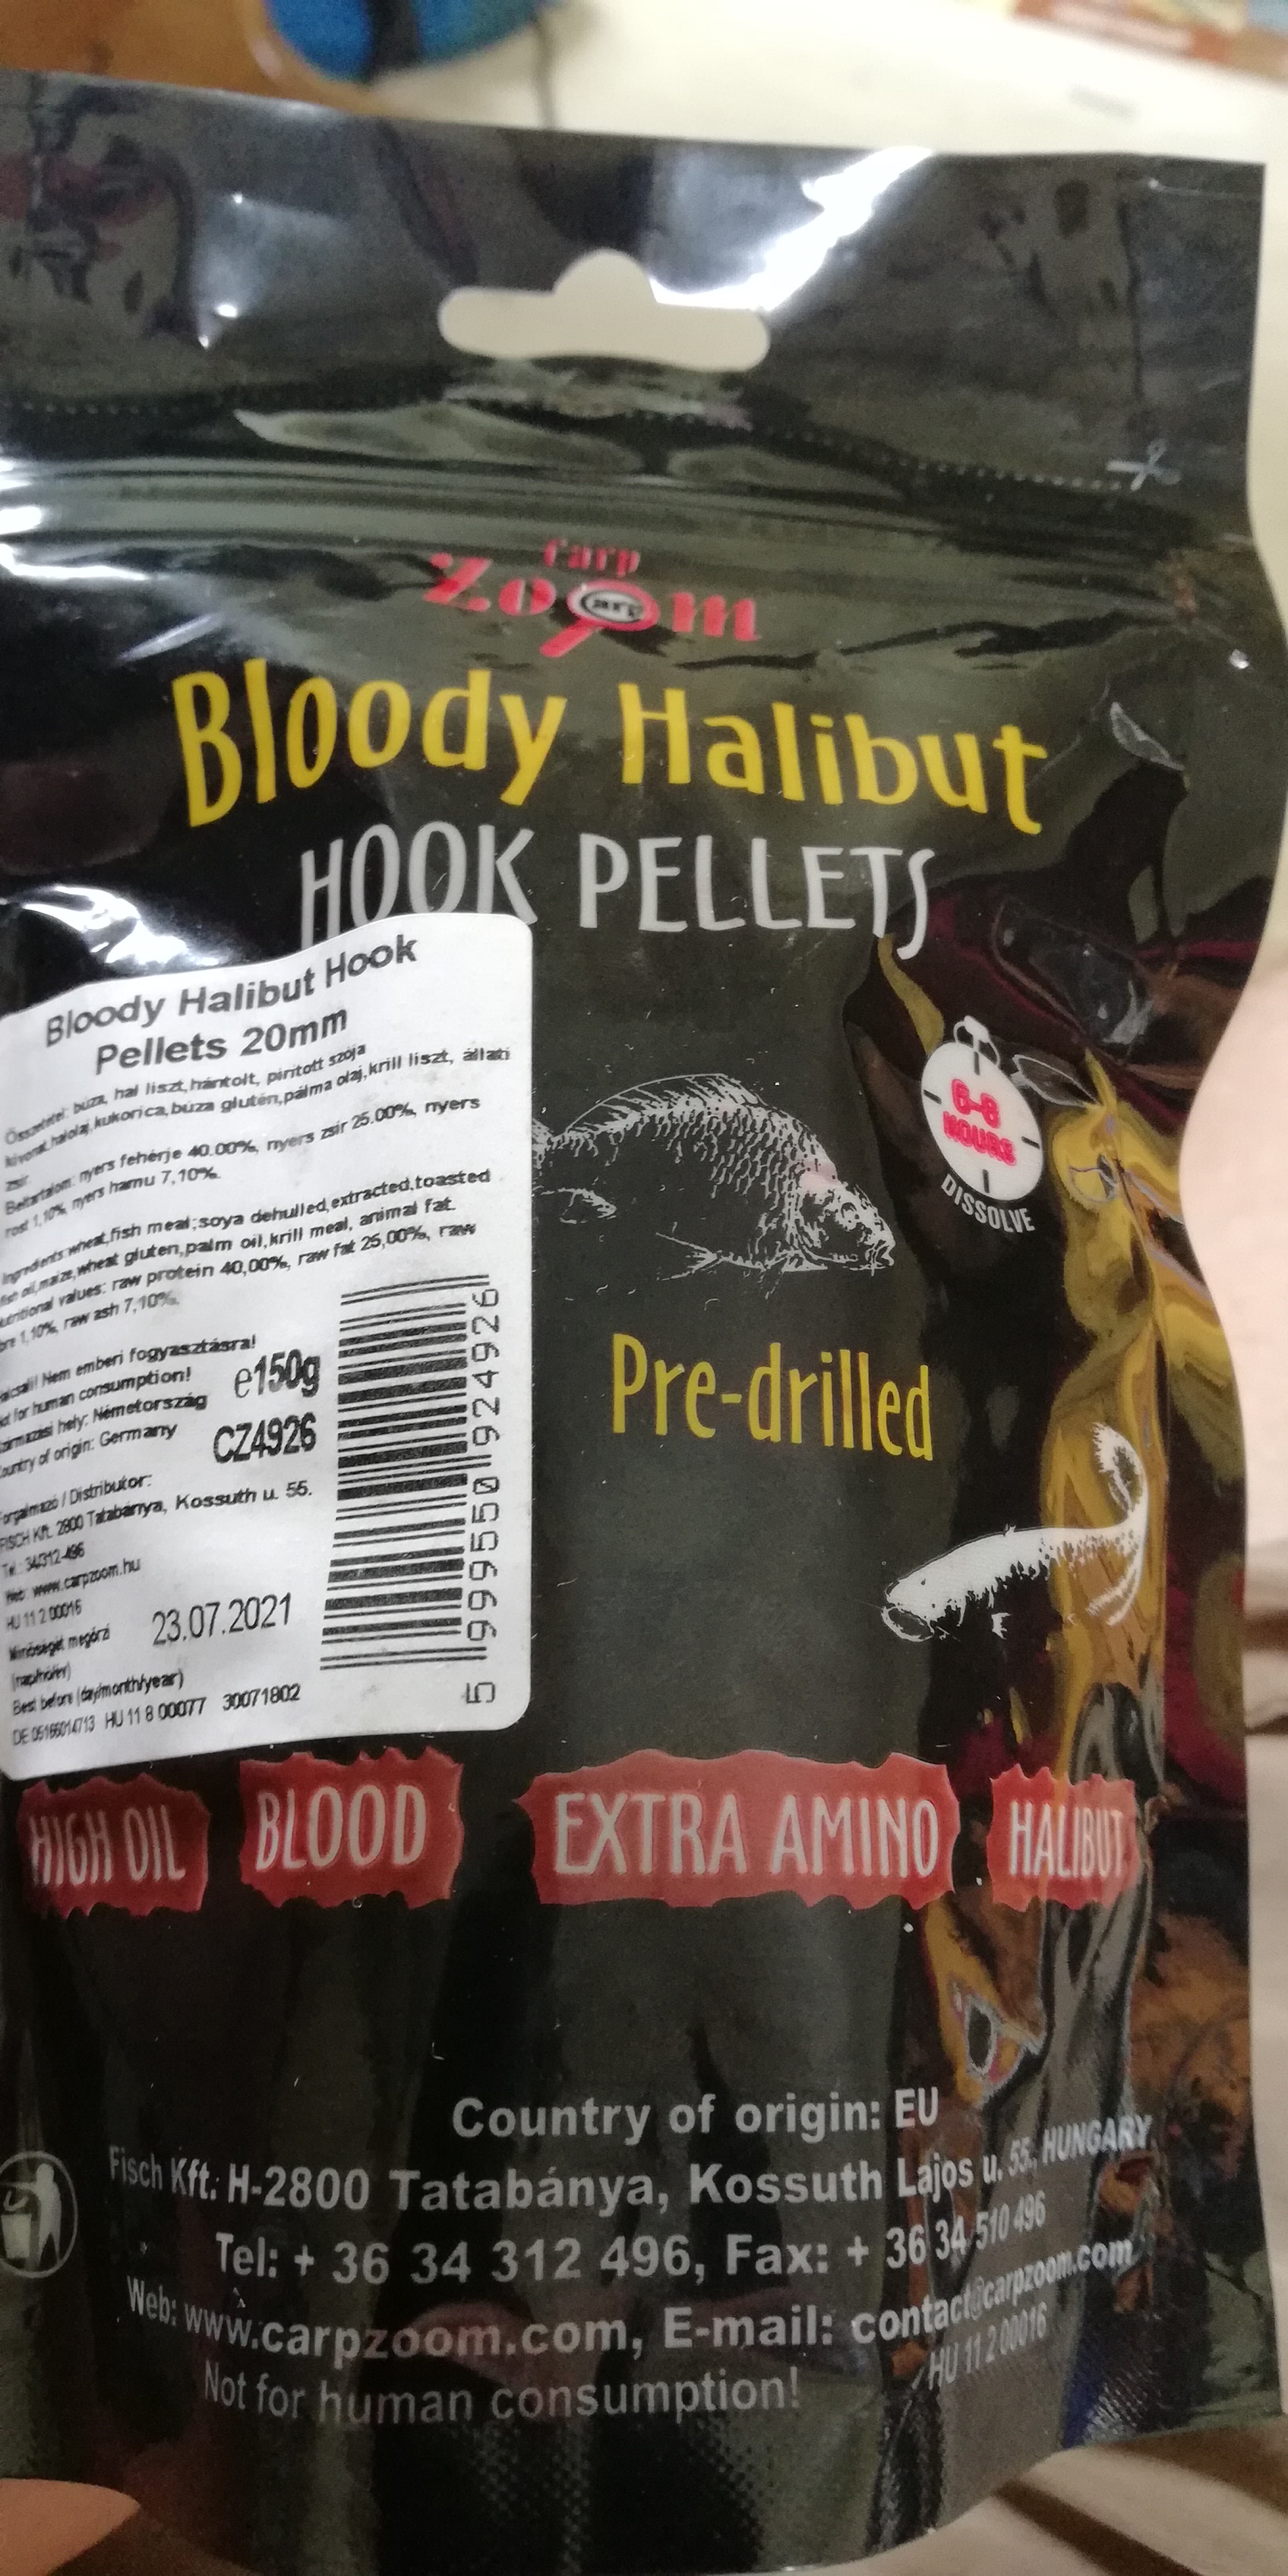 carp
Zoom
Bloody Halibut
HOOK PELLETS
Bloody Halibut Hook
Pellets 20mm
Összetétel: búza, hal liszt, hántolt, pirított szója
kivonat, halolaj, kukorica, búza glutén, pálma olaj, krill liszt, állati
zsír.
Beltartalom: nyers fehérje 40.00%, nyers zsír 25.00%, nyers
rost 1,10%, nyers hamu 7,10%.
Ingredients: wheat, fish meal; soya dehulled, extracted, toasted
fish oil, maize, wheat gluten, palm oil, krill meal, animal fat.
utritional values: raw protein 40,00%, raw fat 25,00%, raw
bre 1,10%, raw ash 7,10%.
Nem emberi fogyasztásra!
for human consumption!
származási hely: Németország
ountry of origin: Germany
e150g
CZ4926
orgalmazó / Distributor:
FISCH Kft. 2800 Tatabánya, Kossuth u. 55.
Tel.: 34/312-496
Web: www.carpzoom.hu
HU 11 2 00016
Minőségét megőrzi
(nap/hó/év)
Best before (day/month/year)
23.07.2021
DE 05166014713 HU 11 8 00077 30071802
5 999550 924926
6-8
HOURS
DISSOLVE
Pre-drilled
HIGH OIL
BLOOD
EXTRA AMINO
HALIBUT
Country of origin: EU
Fisch Kft. H-2800 Tatabánya, Kossuth Lajos u. 55., HUNGARY
Tel: + 36 34 312 496, Fax: + 36 34 510 496
Web: www.carpzoom.com, E-mail: contact@carpzoom.com
Not for human consumption!
HU 11 2 00016